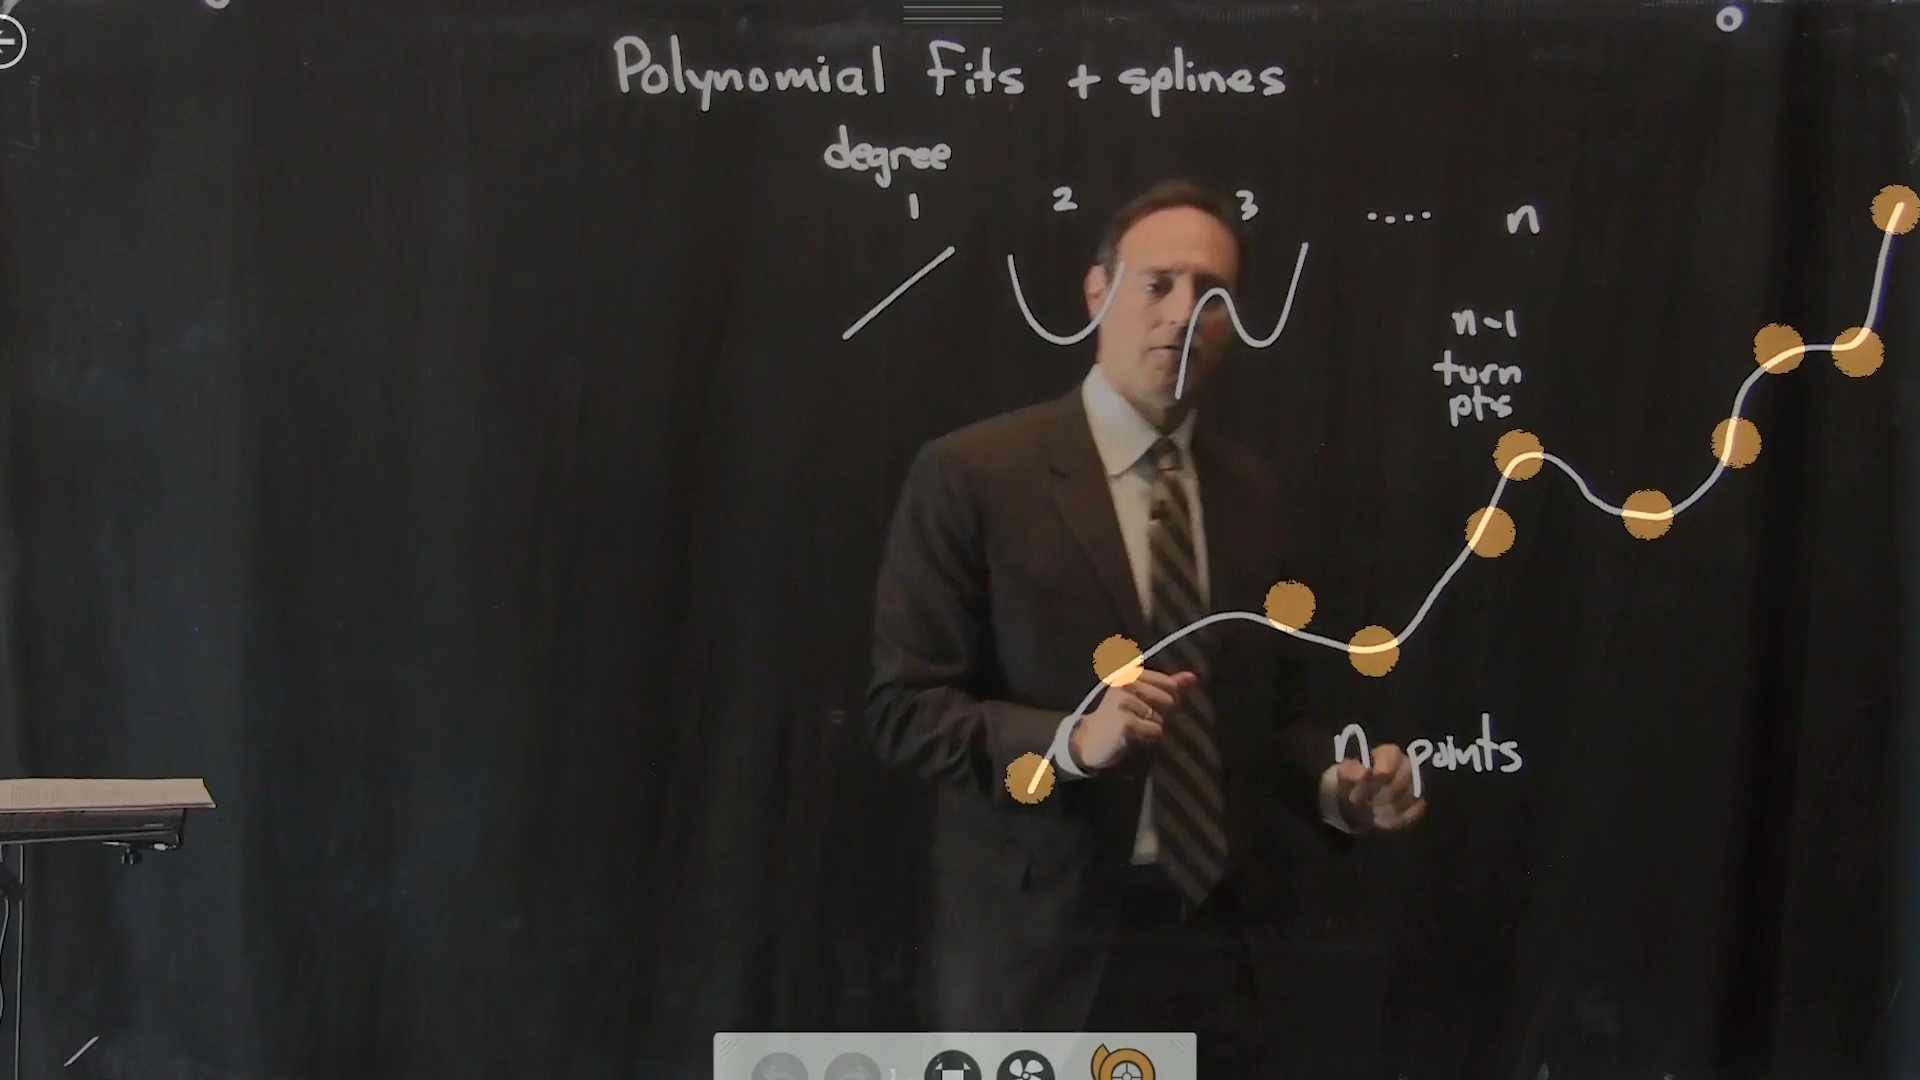 Polynomial fits + splines
degree
1 2 3 .... n
n-1
turn
pts
n points